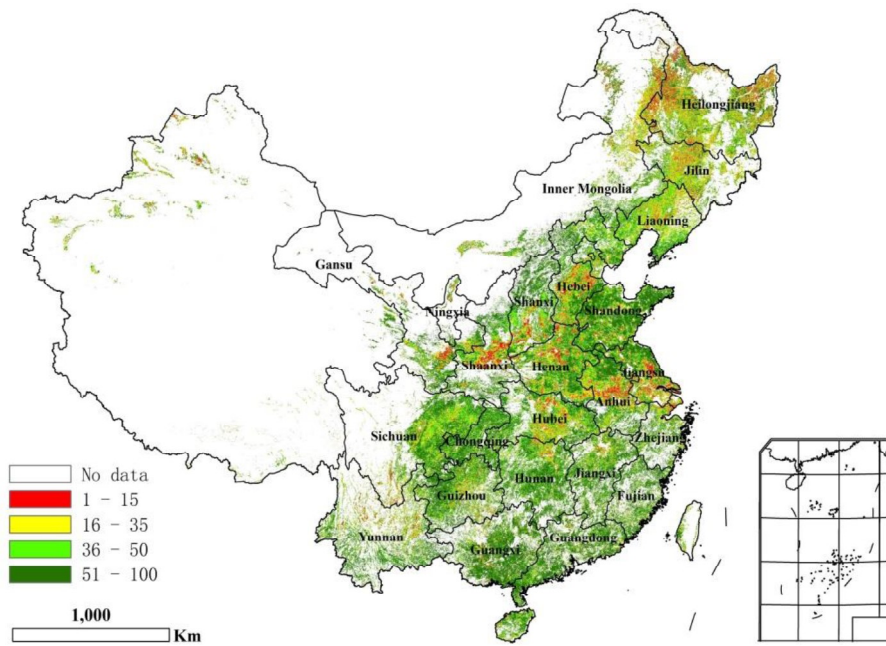 Heilongjiang
Jilin
Inner Mongolia
Liaoning
Gansu
Hebei
Ningxia
Shanxi
Shandong
Shaanxi
Henan
Jiangsu
Anhui
Hubei
Sichuan
Chongqing
Zhejiang
Hunan
Jiangxi
Guizhou
Fujian
Yunnan
Guangxi
Guangdong
No data
1 - 15
16 - 35
36 - 50
51 - 100
1,000
Km